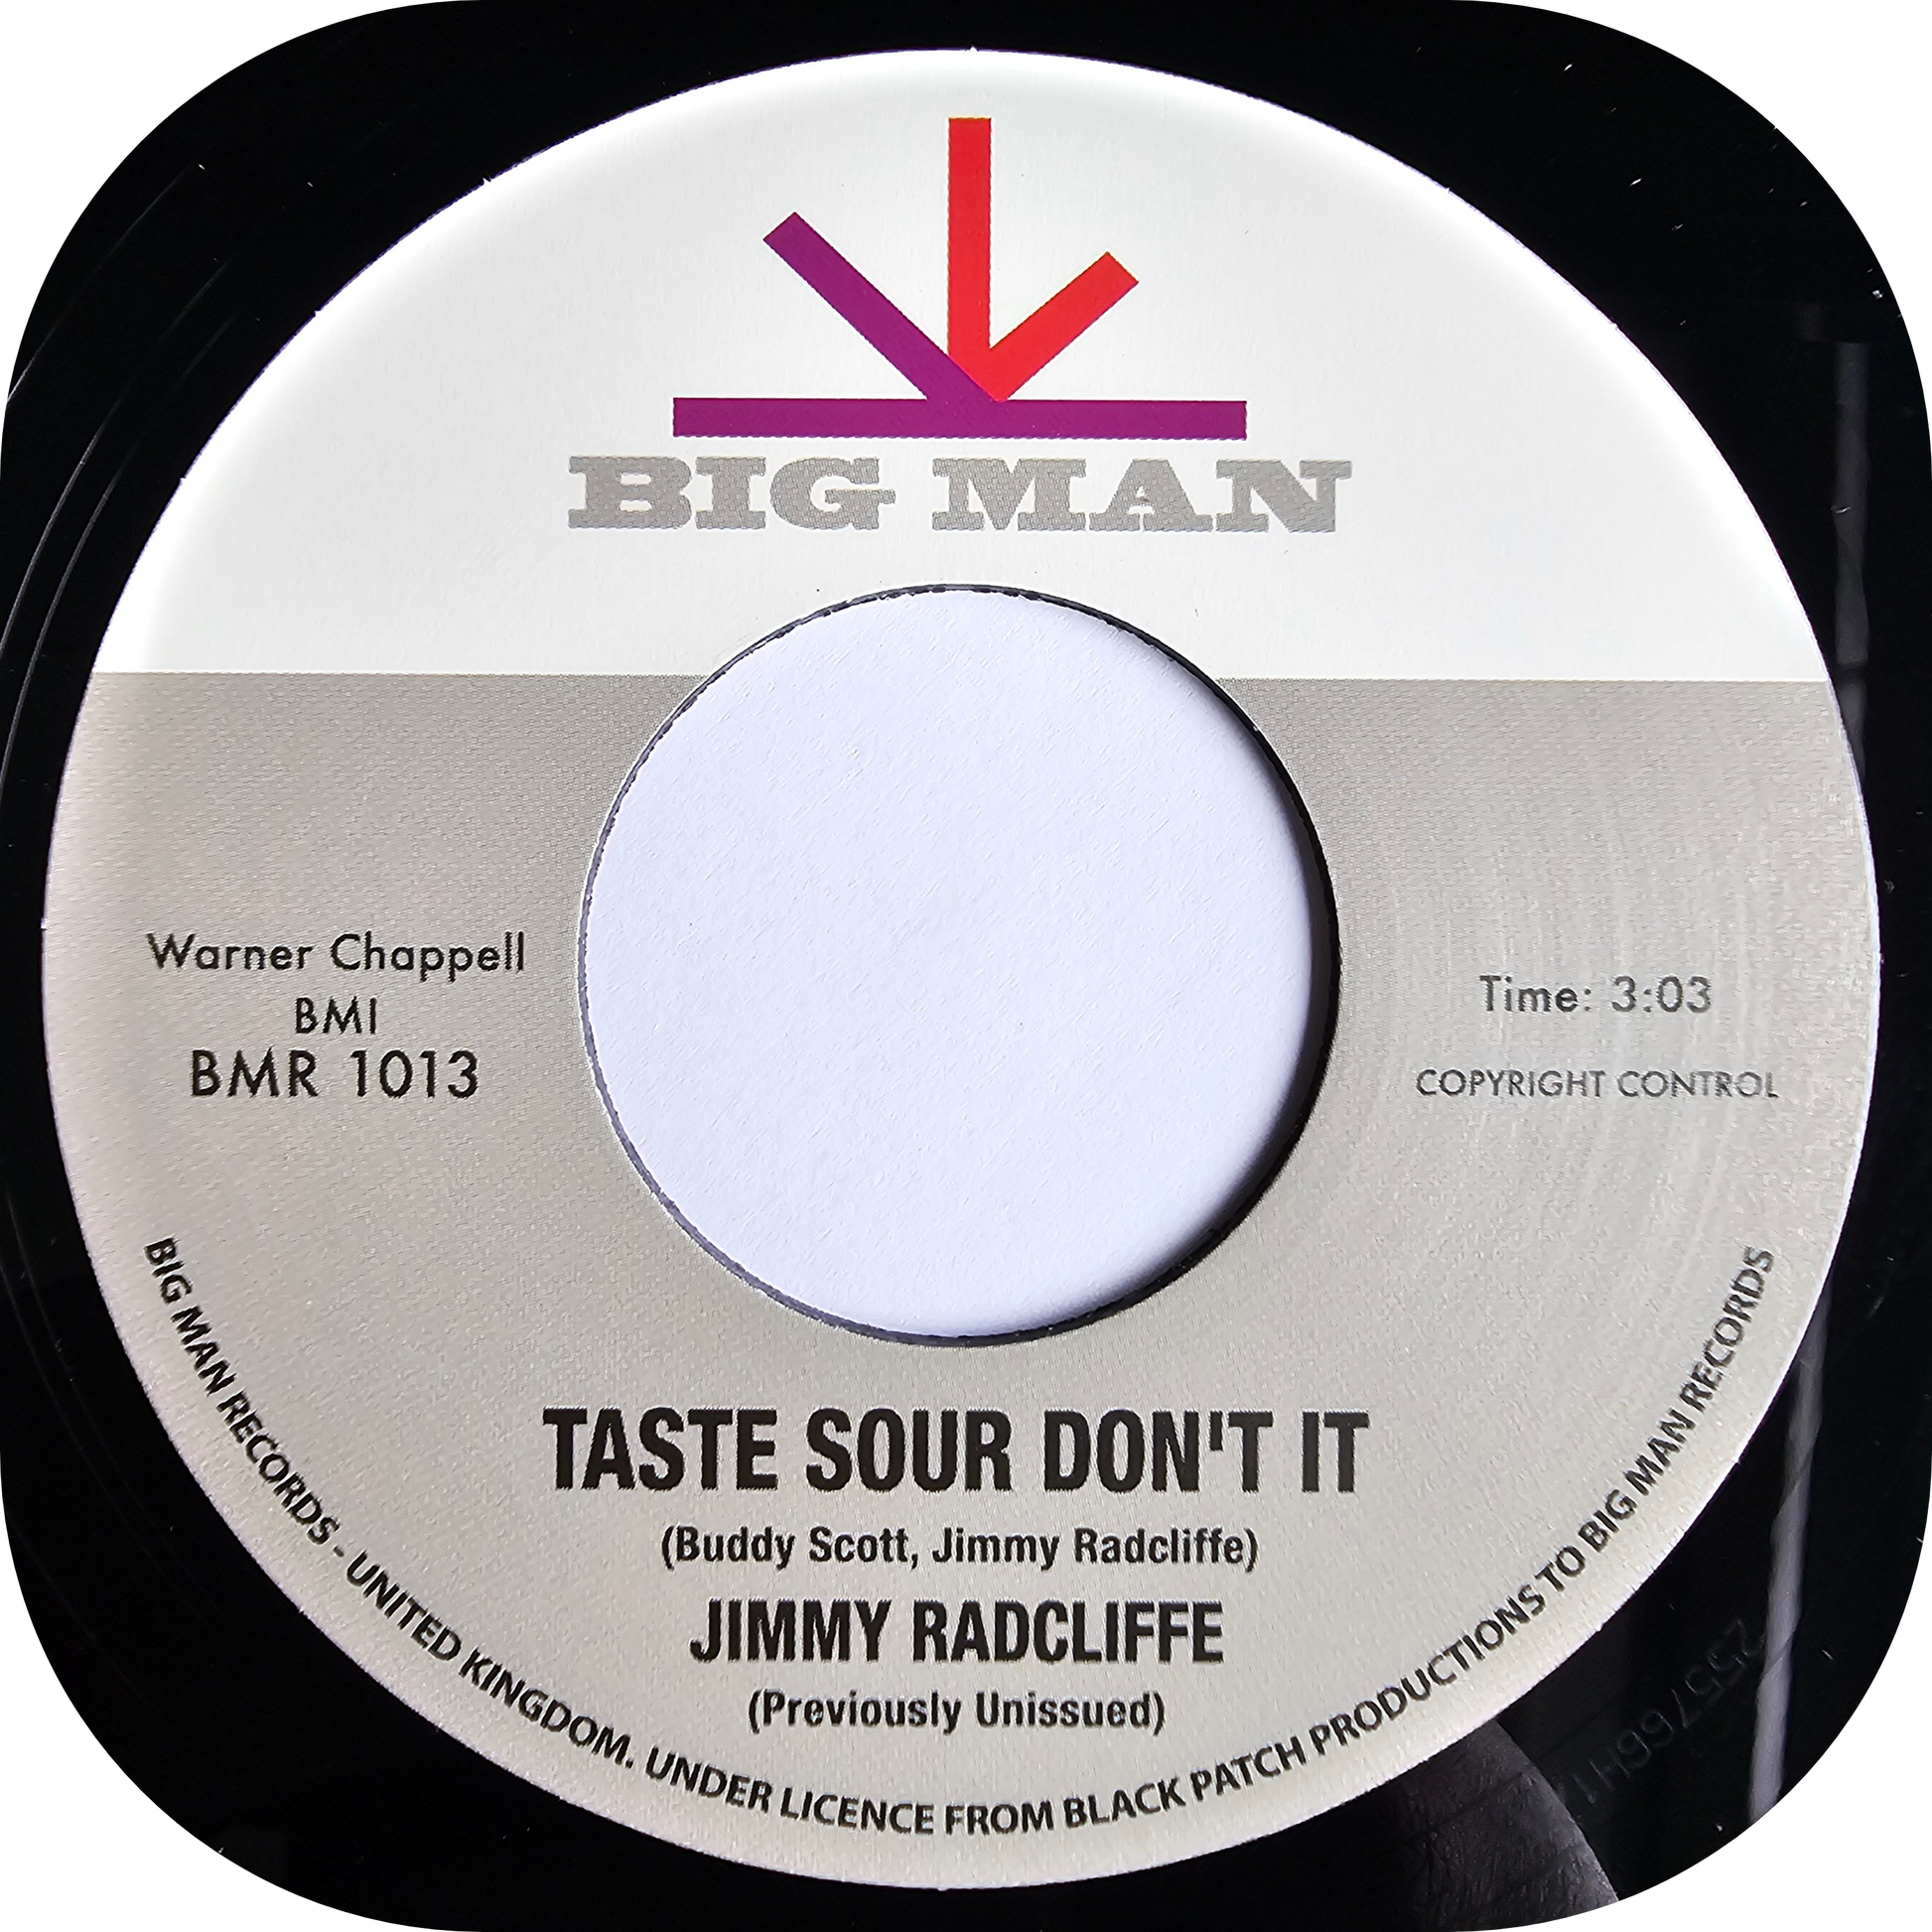 BIG MAN
Warner Chappell
BMI
BMR 1013
Time: 3:03
COPYRIGHT CONTROL
TASTE SOUR DON'T IT
(Buddy Scott, Jimmy Radcliffe)
JIMMY RADCLIFFE
(Previously Unissued)
BIG MAN RECORDS - UNITED KINGDOM. UNDER LICENCE FROM BLACK PATCH PRODUCTIONS TO BIG MAN RECORDS